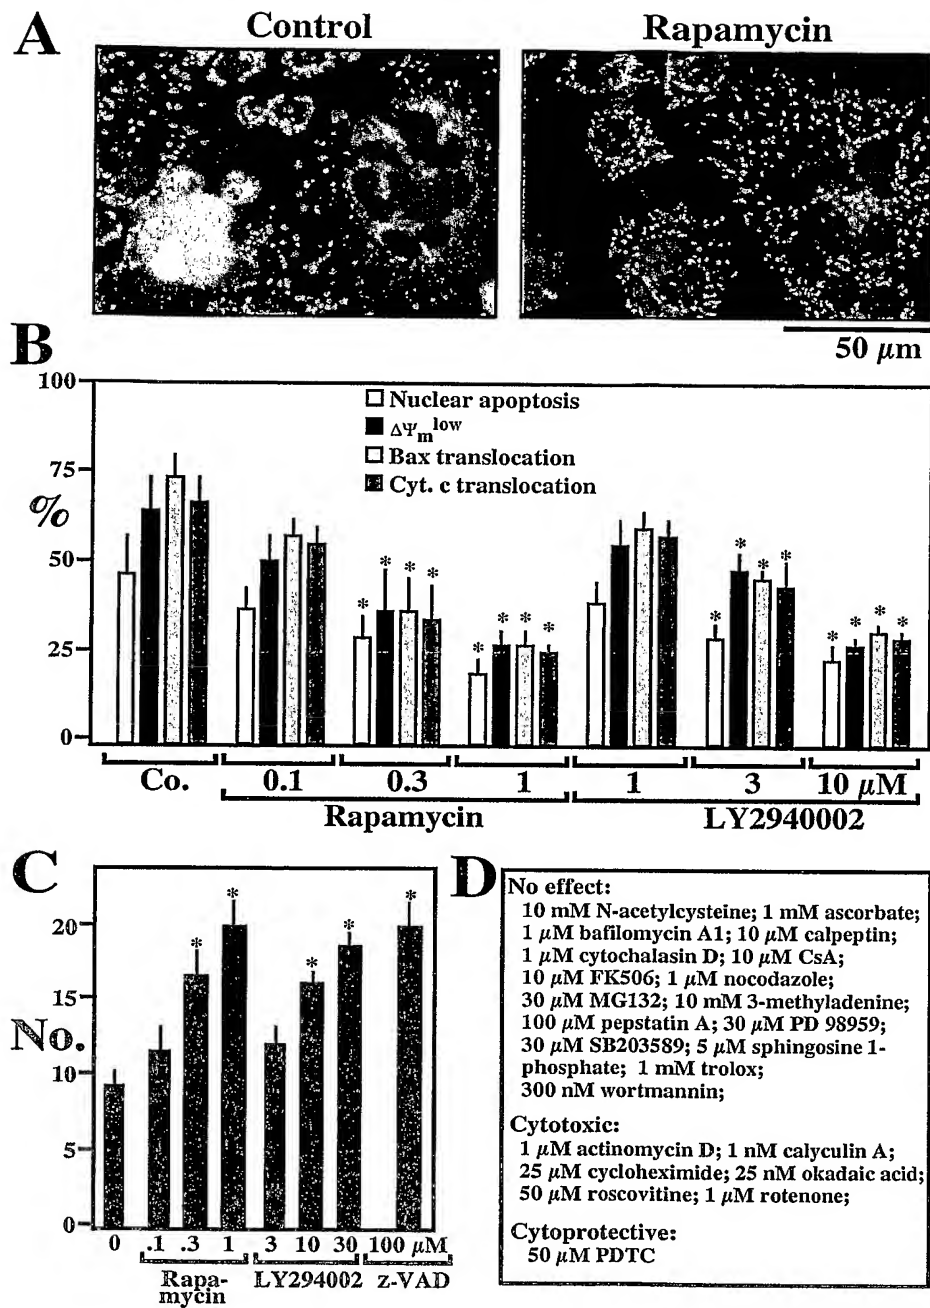 A
Control
Rapamycin
50 μm
B
100
75
50
25
0
%
Nuclear apoptosis
ΔΨm low
Bax translocation
Cyt. c translocation
* * * * * * * * * * * * * * * *
Co. 0.1 0.3 1 1 3 10 μM
Rapamycin LY2940002
C
20
15
No.
10
5
0
* * * * *
0 .1 .3 1 3 10 30 100 μM
Rapa-
mycin
LY294002
z-VAD
D
No effect:
10 mM N-acetylcysteine; 1 mM ascorbate;
1 μM bafilomycin A1; 10 μM calpeptin;
1 μM cytochalasin D; 10 μM CsA;
10 μM FK506; 1 μM nocodazole;
30 μM MG132; 10 mM 3-methyladenine;
100 μM pepstatin A; 30 μM PD 98959;
30 μM SB203589; 5 μM sphingosine 1-
phosphate; 1 mM trolox;
300 nM wortmannin;
Cytotoxic:
1 μM actinomycin D; 1 nM calyculin A;
25 μM cycloheximide; 25 nM okadaic acid;
50 μM roscovitine; 1 μM rotenone;
Cytoprotective:
50 μM PDTC